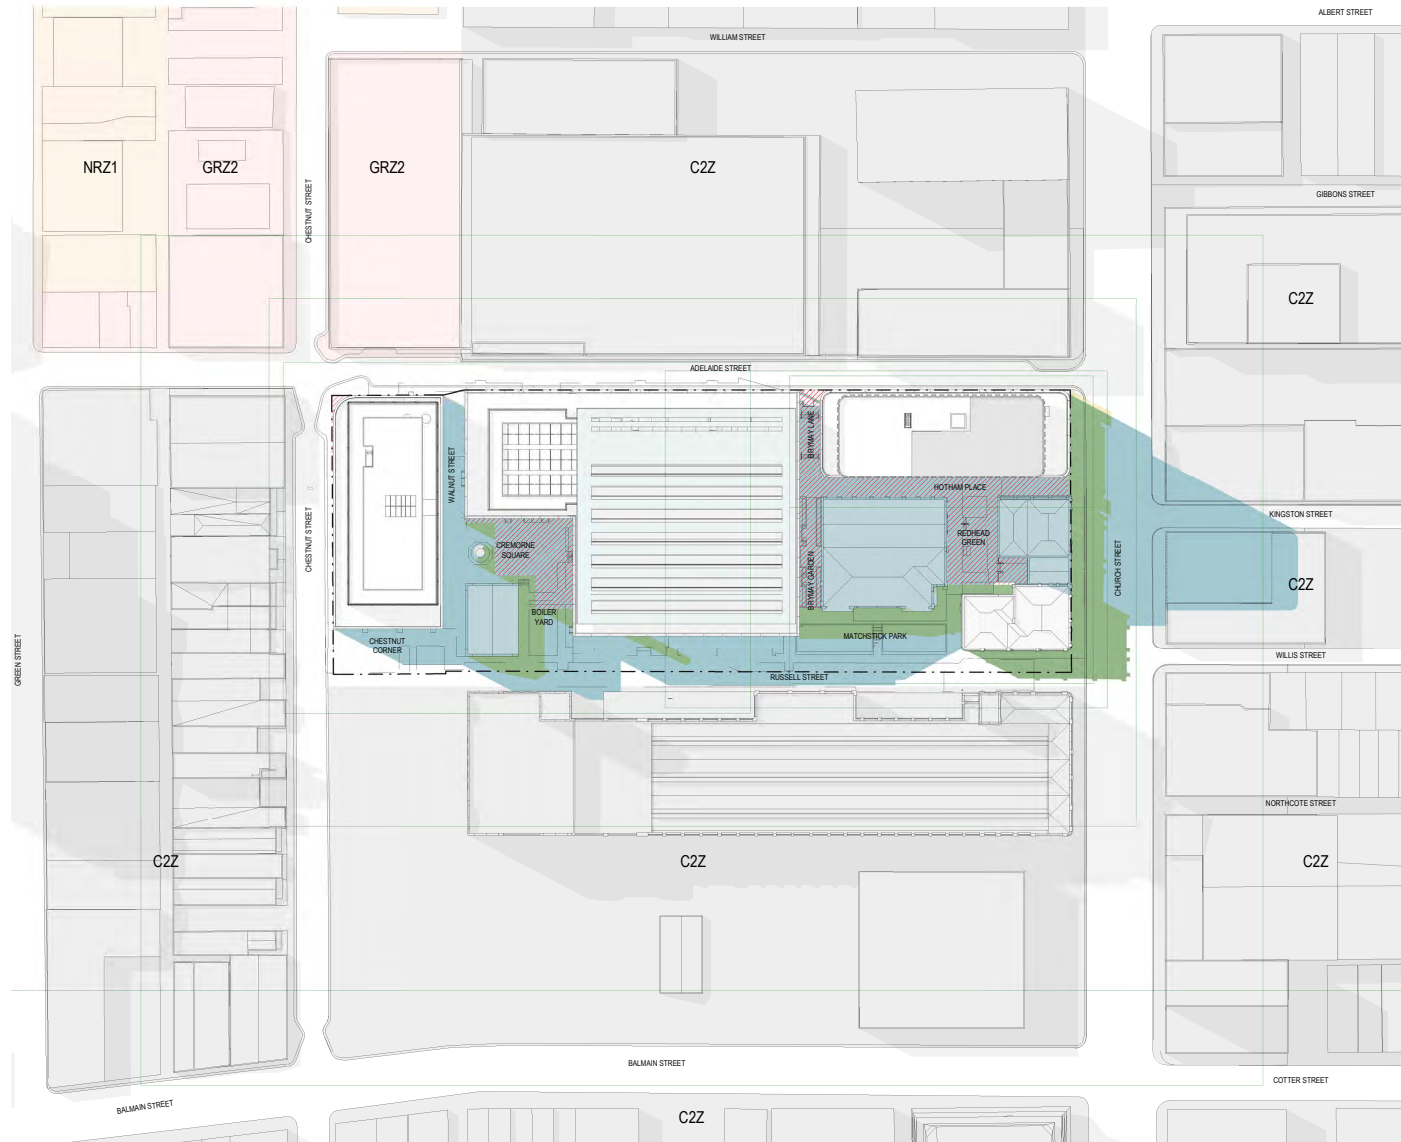 ALBERT STREET
WILLIAM STREET
NRZ1
GRZ2
GRZ2
C2Z
CHESTNUT STREET
GIBBONS STREET
C2Z
ADELAIDE STREET
WALNUT STREET
BRYMAY LANE
HOTHAM PLACE
KINGSTON STREET
CHESTNUT STREET
CREMORNE
SQUARE
REDHEAD
GREEN
BRYMAY GARDEN
CHURCH STREET
C2Z
BOILER
YARD
MATCHSTICK PARK
CHESTNUT
CORNER
GREEN STREET
WILLIS STREET
RUSSELL STREET
NORTHCOTE STREET
C2Z
C2Z
C2Z
BALMAIN STREET
COTTER STREET
BALMAIN STREET
C2Z